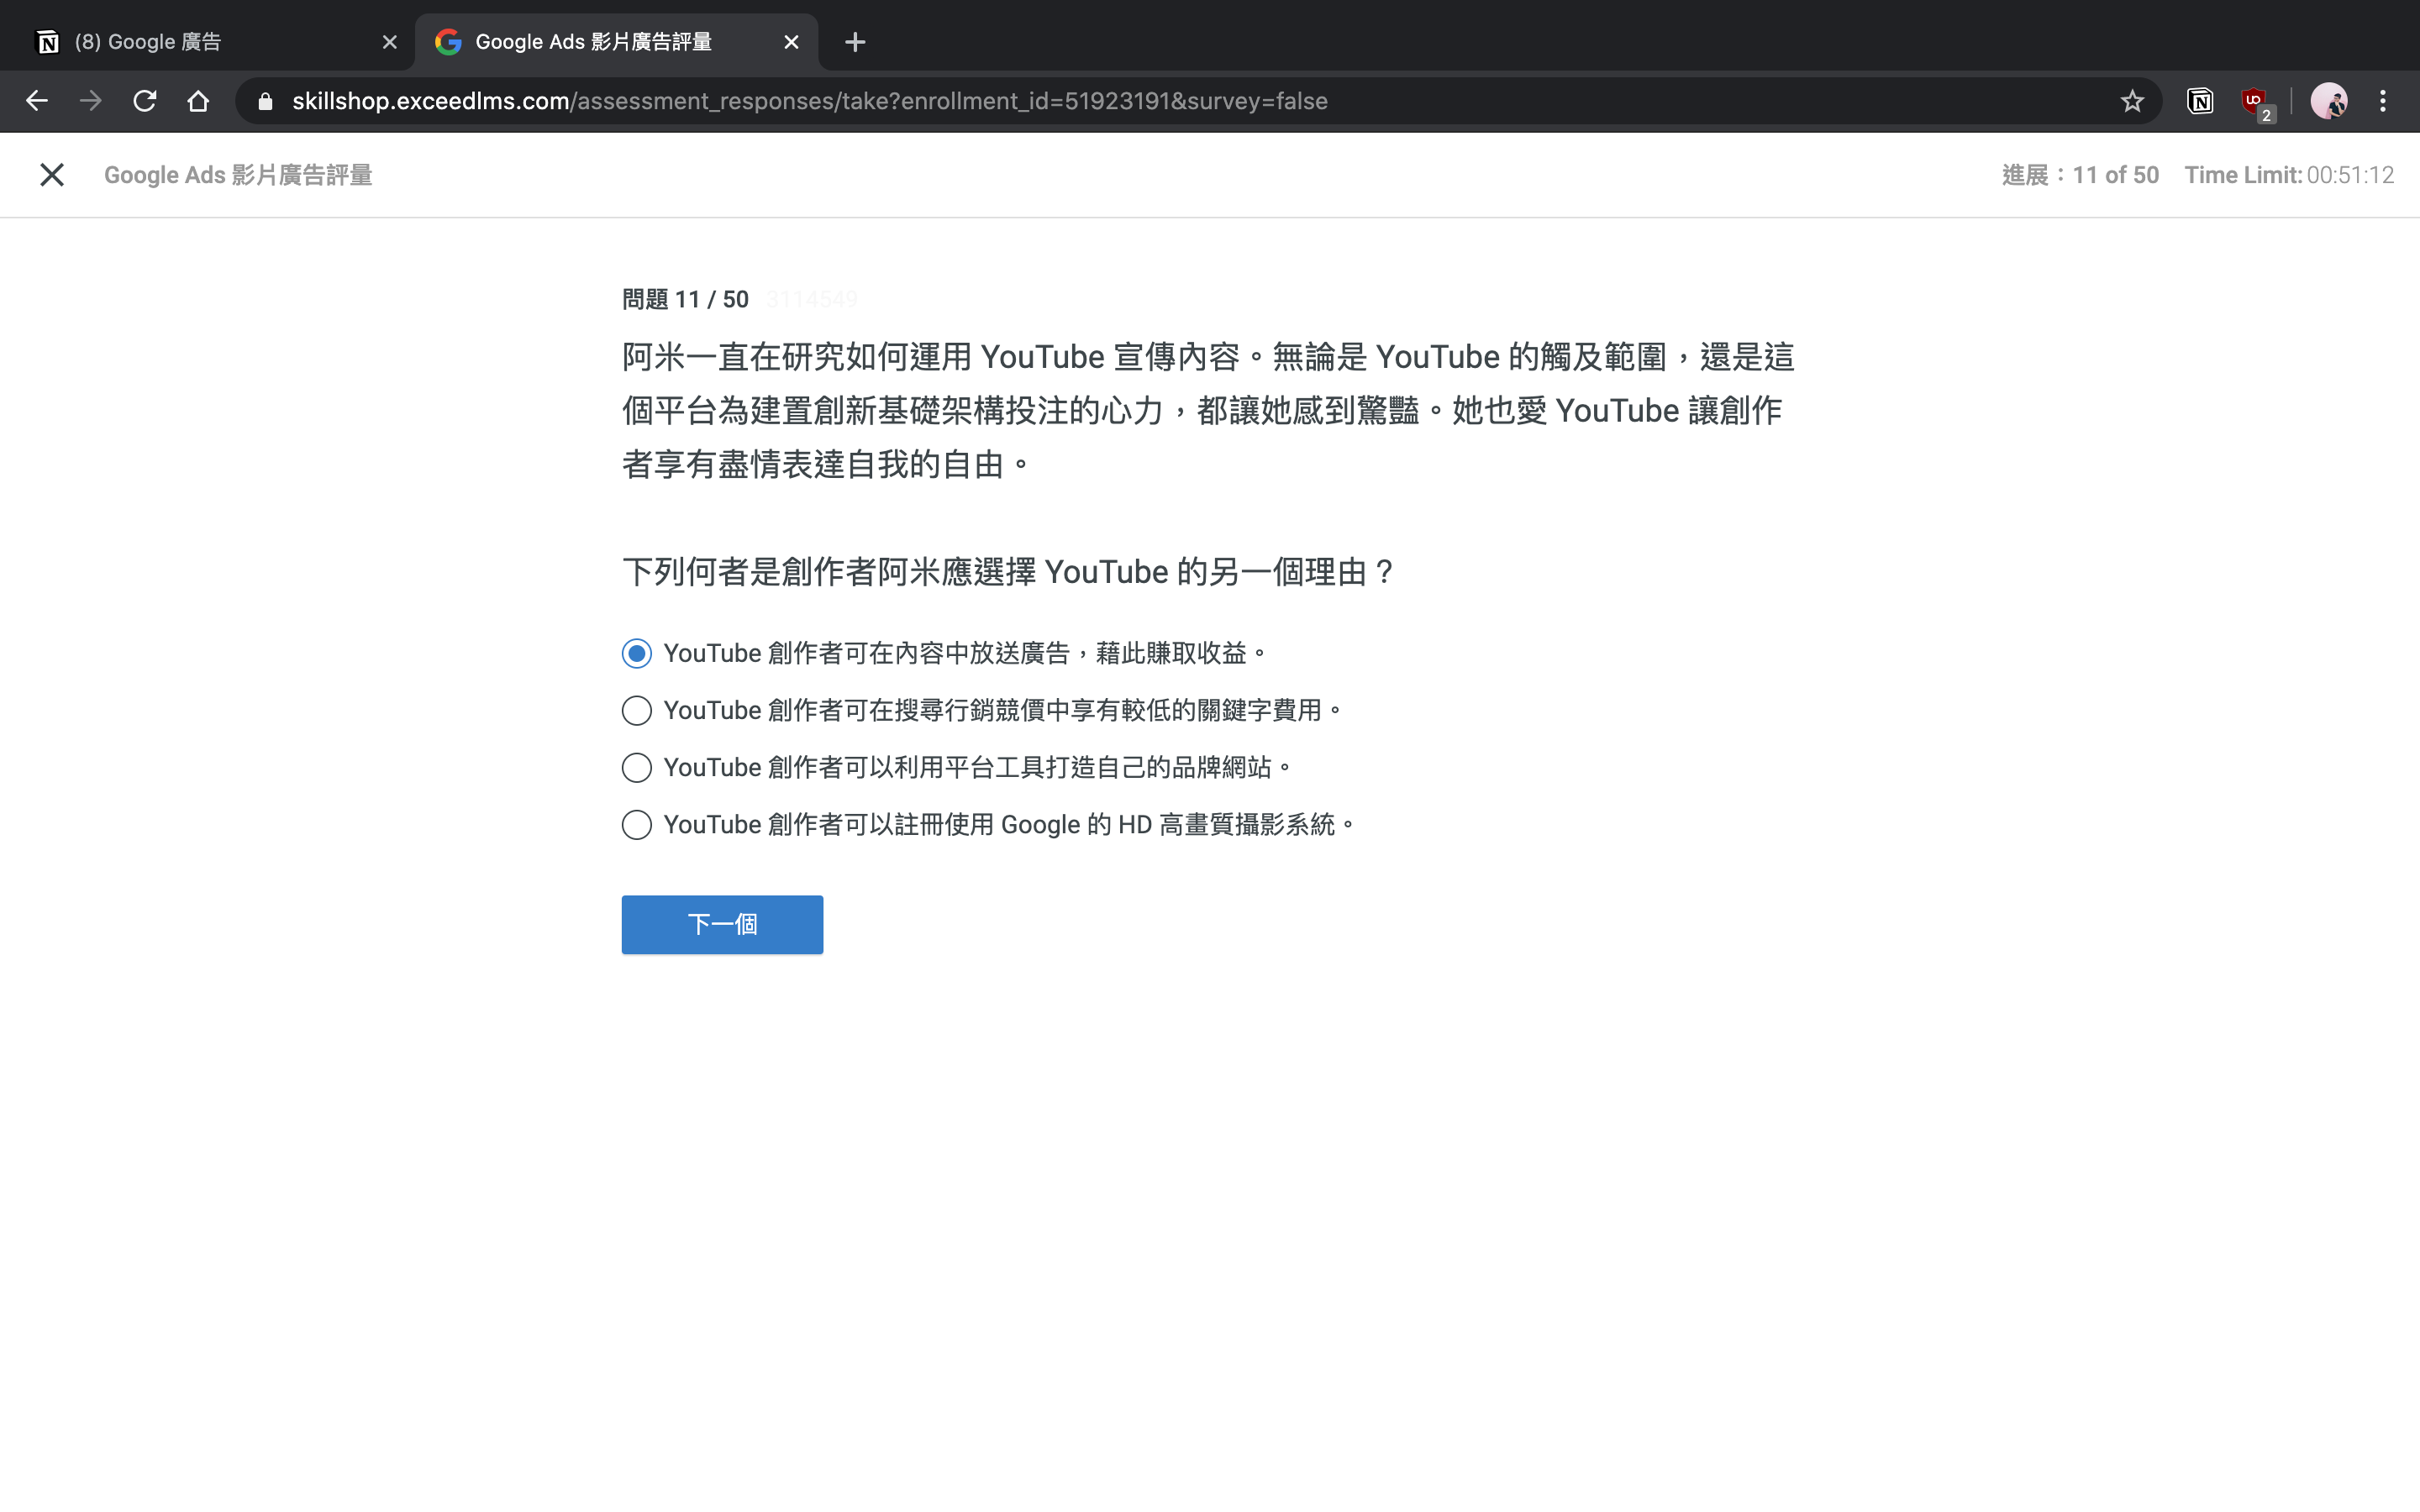 (8) Google 廣告
Google Ads 影片廣告評量
skillshop.exceedlms.com/assessment_responses/take?enrollment_id=51923191&survey=false
2
Google Ads 影片廣告評量
進展：11 of 50 Time Limit: 00:51:12
問題 11 / 50 3114549
阿米一直在研究如何運用 YouTube 宣傳內容。無論是 YouTube 的觸及範圍，還是這
個平台為建置創新基礎架構投注的心力，都讓她感到驚豔。她也愛 YouTube 讓創作
者享有盡情表達自我的自由。
下列何者是創作者阿米應選擇 YouTube 的另一個理由？
YouTube 創作者可在內容中放送廣告，藉此賺取收益。
YouTube 創作者可在搜尋行銷競價中享有較低的關鍵字費用。
YouTube 創作者可以利用平台工具打造自己的品牌網站。
YouTube 創作者可以註冊使用 Google 的 HD 高畫質攝影系統。
下一個